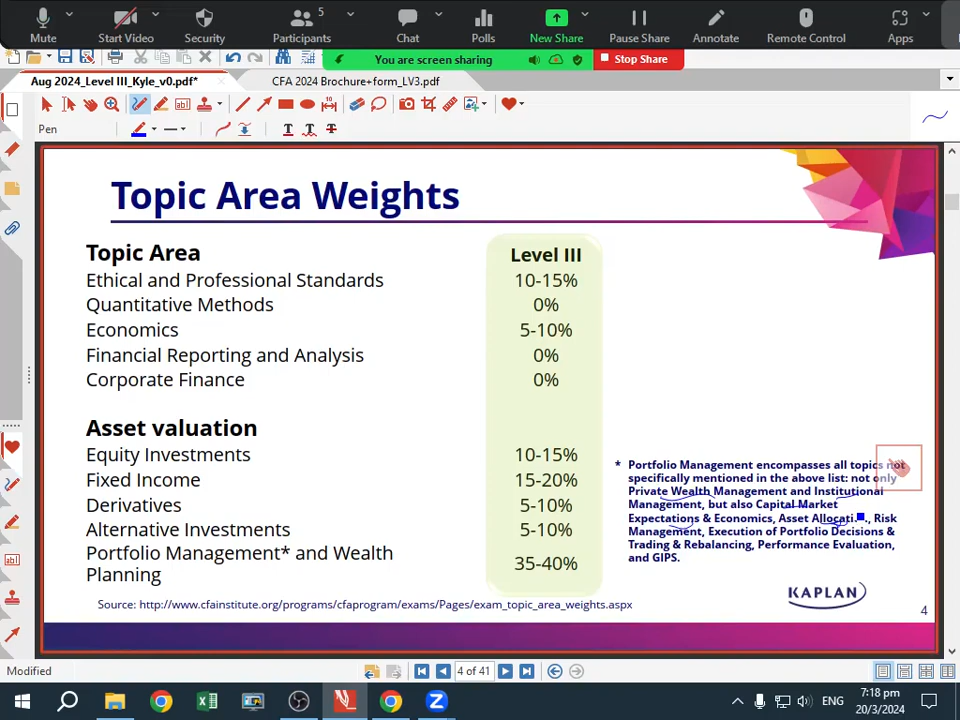 Mute
Start Video
Security
Participants
5
Chat
Polls
New Share
Pause Share
Annotate
Remote Control
Apps
You are screen sharing
Stop Share
Aug 2024_Level III_Kyle_v0.pdf*
CFA 2024 Brochure+form_LV3.pdf
Pen
Topic Area Weights
Topic Area Level III
Ethical and Professional Standards 10-15%
Quantitative Methods 0%
Economics 5-10%
Financial Reporting and Analysis 0%
Corporate Finance 0%
Asset valuation
Equity Investments 10-15%
Fixed Income 15-20%
Derivatives 5-10%
Alternative Investments 5-10%
Portfolio Management* and Wealth
Planning 35-40%
* Portfolio Management encompasses all topics not
specifically mentioned in the above list: not only
Private Wealth Management and Institutional
Management, but also Capital Market
Expectations & Economics, Asset Allocati. ., Risk
Management, Execution of Portfolio Decisions &
Trading & Rebalancing, Performance Evaluation,
and GIPS.
Source: http://www.cfainstitute.org/programs/cfaprogram/exams/Pages/exam_topic_area_weights.aspx
KAPLAN
4
Modified
4 of 41
ENG
7:18 pm
20/3/2024